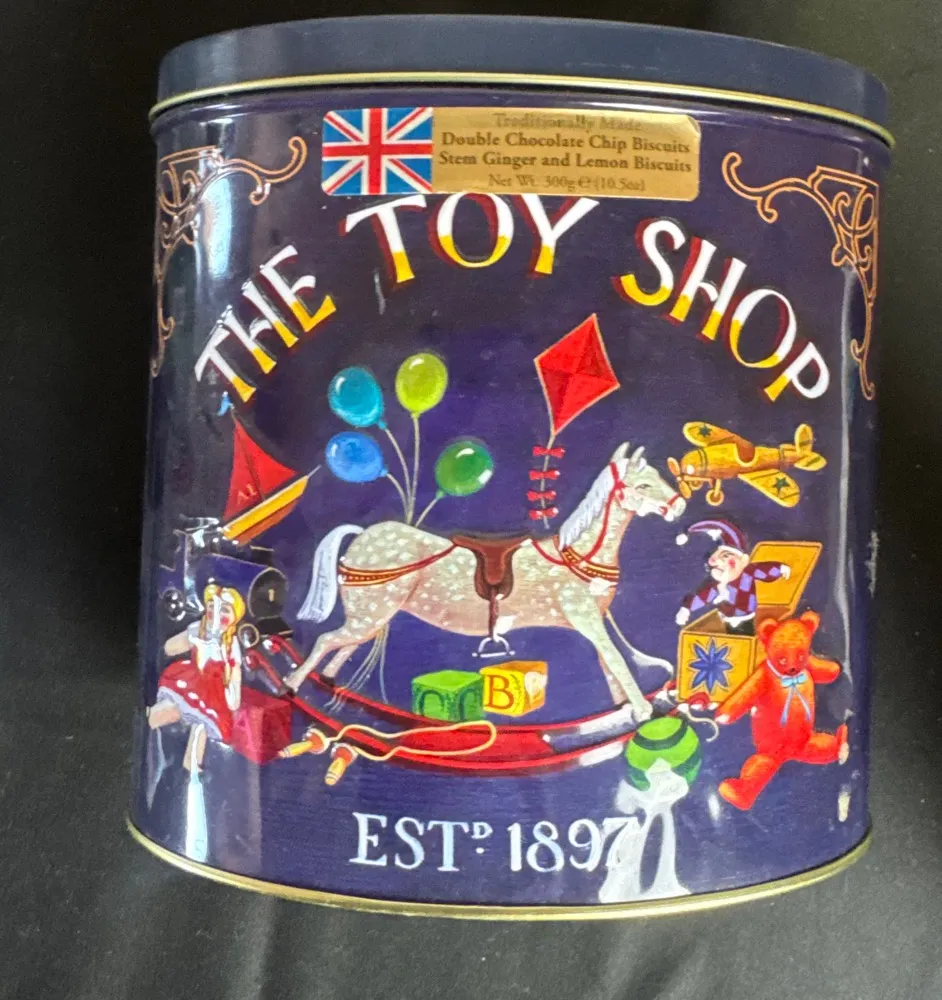 Traditionally Made
Double Chocolate Chip Biscuits
Stem Ginger and Lemon Biscuits
Net Wt. 300g ℮ (10.5oz)
THE TOY SHOP
B
ESTᴰ. 1897